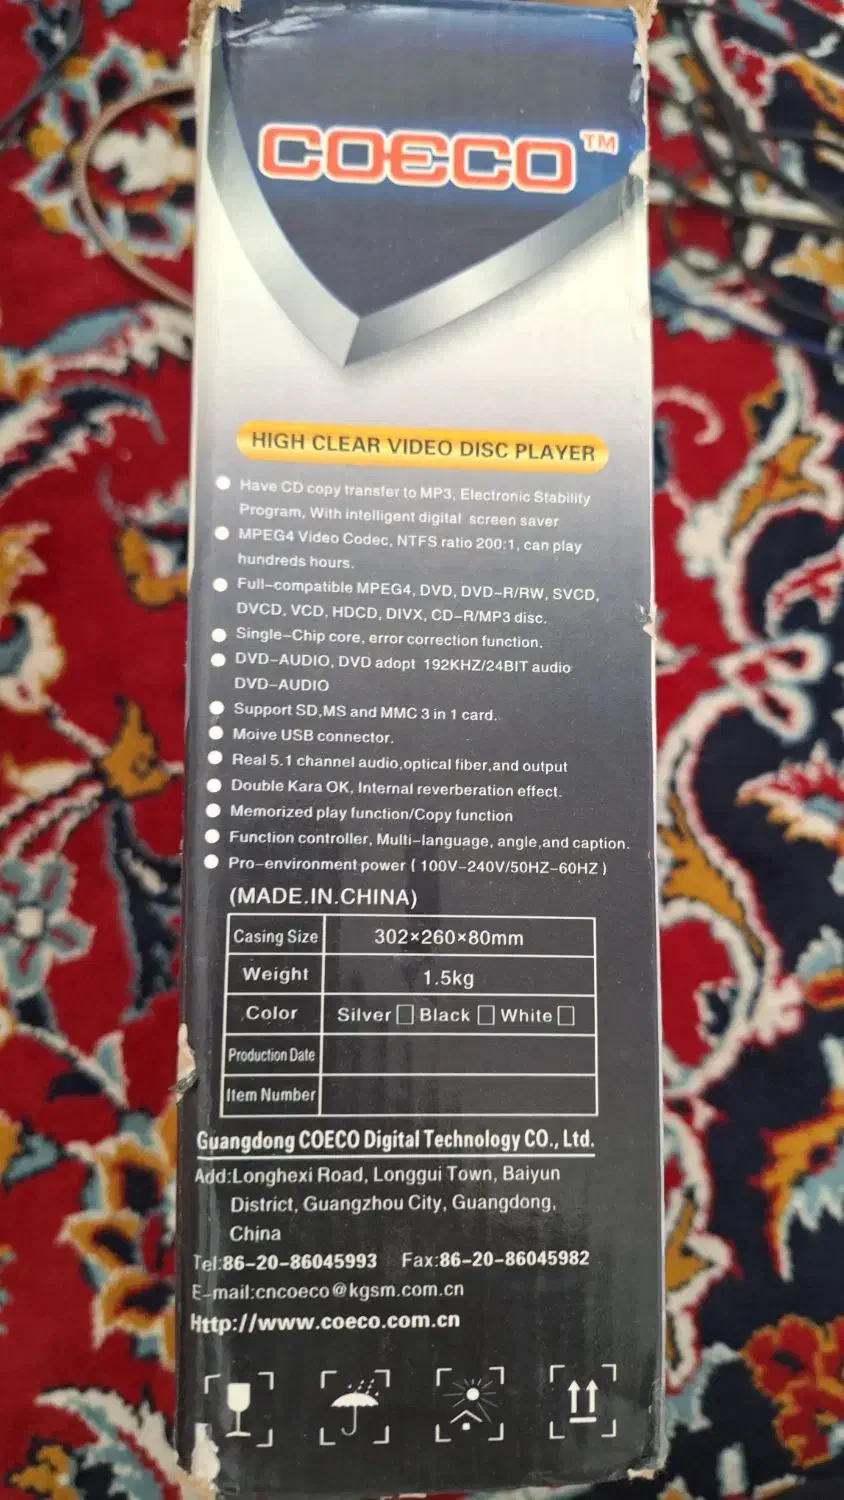 COECO™
HIGH CLEAR VIDEO DISC PLAYER
Have CD copy transfer to MP3, Electronic Stability
Program, With intelligent digital screen saver
MPEG4 Video Codec, NTFS ratio 200:1, can play
hundreds hours.
Full-compatible MPEG4, DVD, DVD-R/RW, SVCD,
DVCD, VCD, HDCD, DIVX, CD-R/MP3 disc.
Single-Chip core, error correction function.
DVD-AUDIO, DVD adopt 192KHZ/24BIT audio
DVD-AUDIO
Support SD,MS and MMC 3 in 1 card.
Moive USB connector.
Real 5.1 channel audio,optical fiber,and output
Double Kara OK, Internal reverberation effect.
Memorized play function/Copy function
Function controller, Multi-language, angle,and caption.
Pro-environment power ( 100V-240V/50HZ-60HZ )
(MADE.IN.CHINA)
Casing Size 302×260×80mm
Weight 1.5kg
Color Silver □ Black □ White □
Production Date
Item Number
Guangdong COECO Digital Technology CO., Ltd.
Add:Longhexi Road, Longgui Town, Baiyun
District, Guangzhou City, Guangdong,
China
Tel:86-20-86045993 Fax:86-20-86045982
E-mail:cncoeco@kgsm.com.cn
Http://www.coeco.com.cn